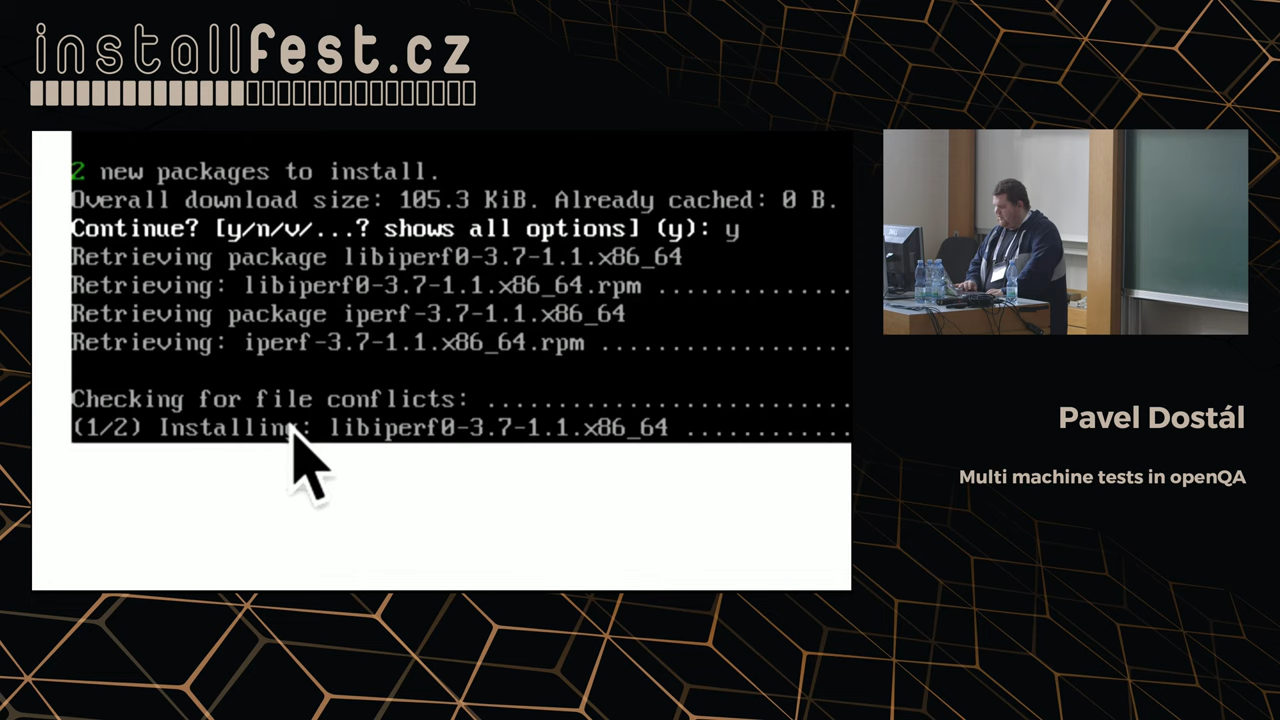 installfest.cz
2 new packages to install.
Overall download size: 105.3 KiB. Already cached: 0 B.
Continue? [y/n/v/...? shows all options] (y): y
Retrieving package libiperf0-3.7-1.1.x86_64
Retrieving: libiperf0-3.7-1.1.x86_64.rpm ..............
Retrieving package iperf-3.7-1.1.x86_64
Retrieving: iperf-3.7-1.1.x86_64.rpm ..................
Checking for file conflicts: ..........................
(1/2) Installing: libiperf0-3.7-1.1.x86_64 ............
Pavel Dostál
Multi machine tests in openQA